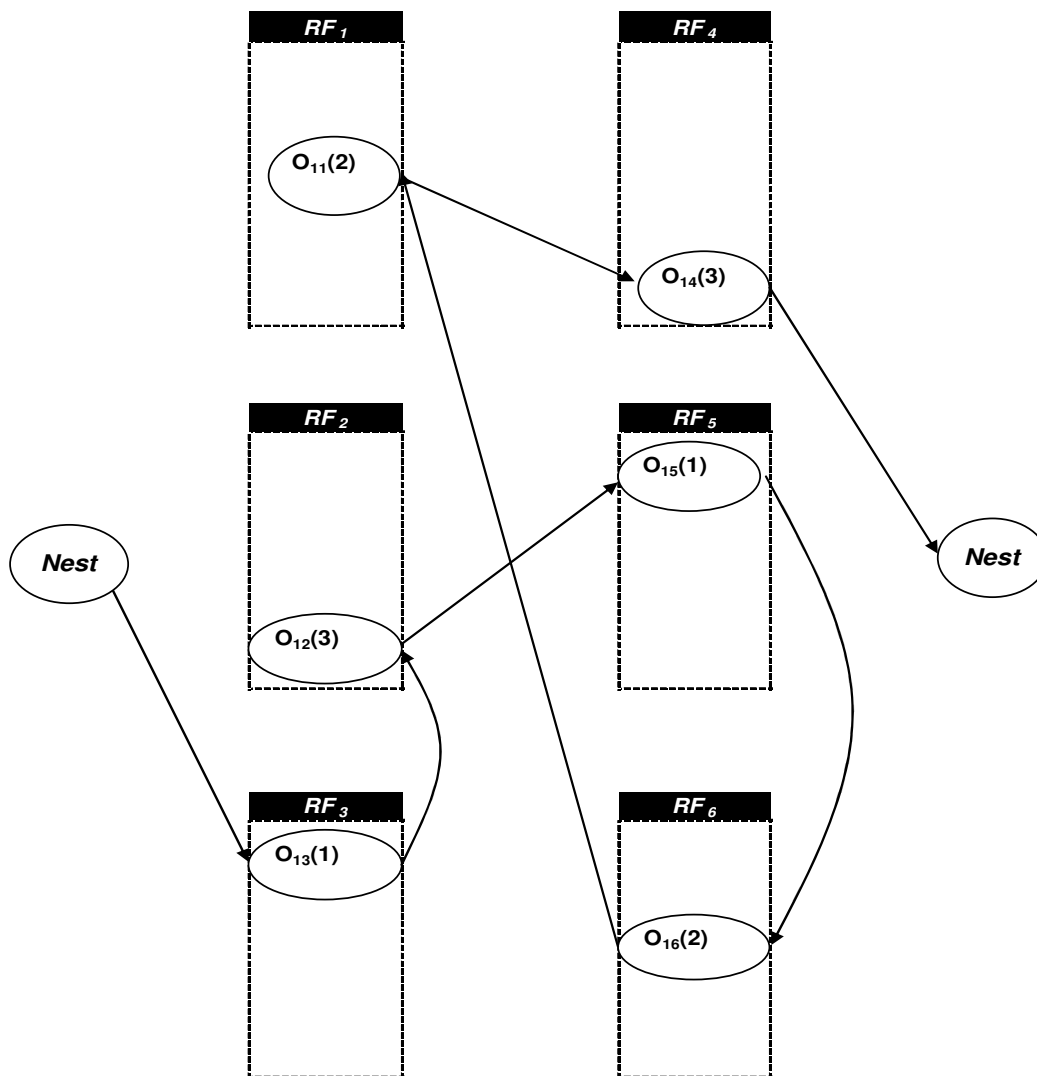 RF₁
RF₄
O₁₁(2)
O₁₄(3)
RF₂
RF₅
O₁₅(1)
Nest
Nest
O₁₂(3)
RF₃
RF₆
O₁₃(1)
O₁₆(2)